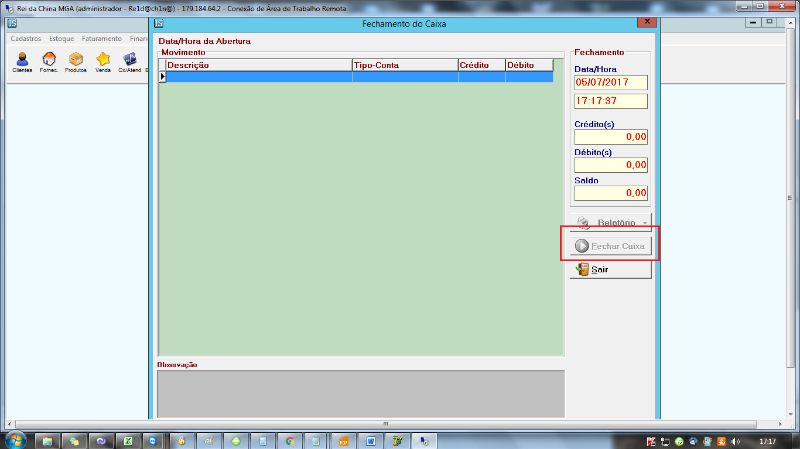 Rei da China MGA (administrador - Re1d@ch1n@) - 179.184.64.2 - Conexão de Área de Trabalho Remota
Fechamento do Caixa
Cadastros Estoque Faturamento Finan
Clientes Fornec. Produtos Venda Cx/Atend
Data/Hora da Abertura
Movimento
Descrição Tipo-Conta Crédito Débito
Fechamento
Data/Hora
05/07/2017
17:17:37
Crédito(s)
0,00
Débito(s)
0,00
Saldo
0,00
Relatório
Fechar Caixa
Sair
Observação
17:17